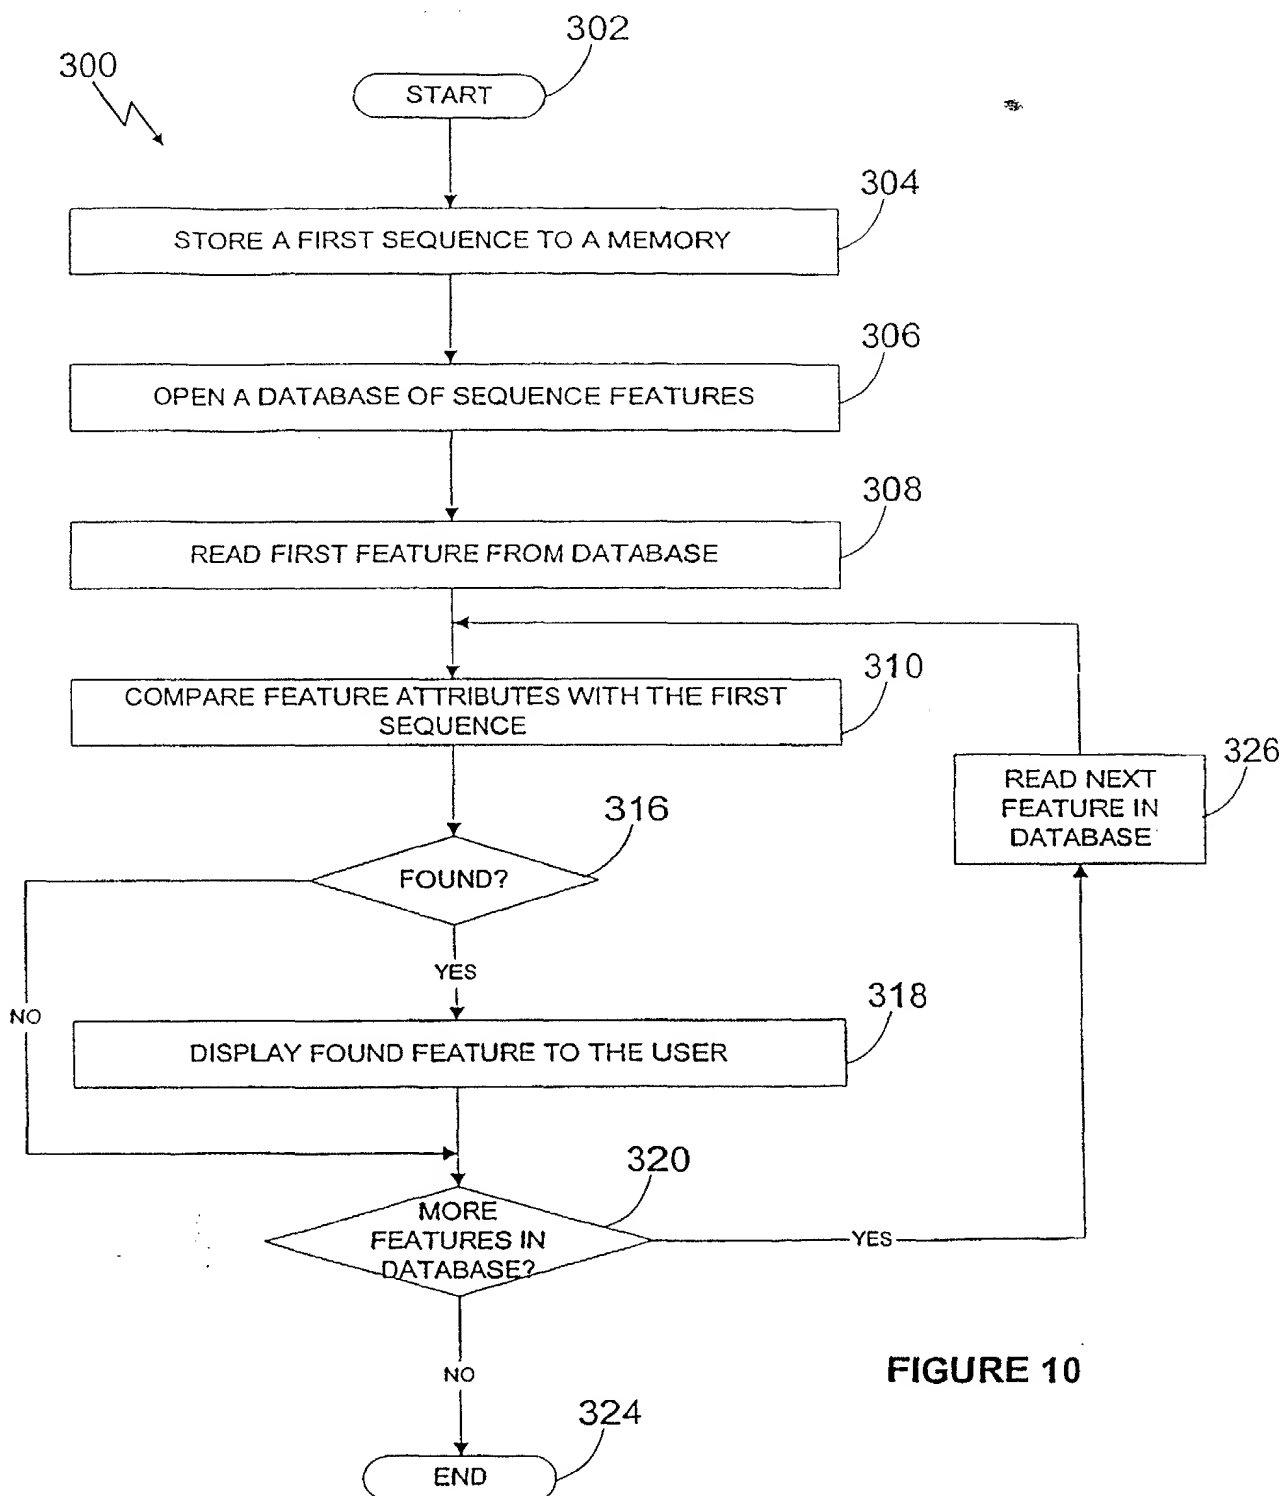 302
300
START
304
STORE A FIRST SEQUENCE TO A MEMORY
306
OPEN A DATABASE OF SEQUENCE FEATURES
308
READ FIRST FEATURE FROM DATABASE
310
COMPARE FEATURE ATTRIBUTES WITH THE FIRST
SEQUENCE
326
READ NEXT
FEATURE IN
DATABASE
316
FOUND?
YES
NO
318
DISPLAY FOUND FEATURE TO THE USER
320
MORE
FEATURES IN
DATABASE?
YES
NO
FIGURE 10
324
END